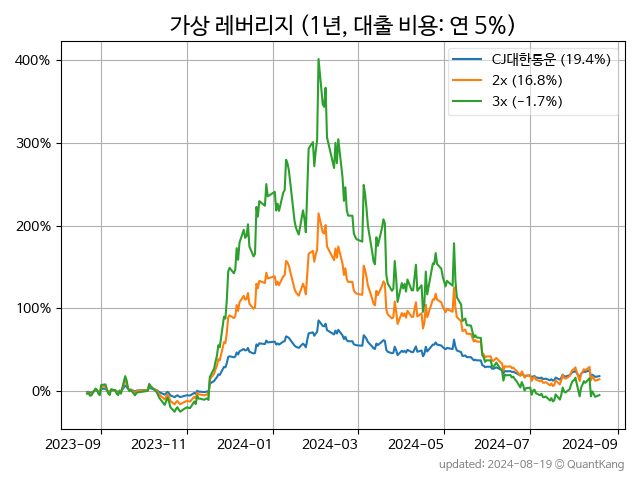 가상 레버리지 (1년, 대출 비용: 연 5%)
400%
300%
200%
100%
0%
CJ대한통운 (19.4%)
2x (16.8%)
3x (-1.7%)
2023-09
2023-11
2024-01
2024-03
2024-05
2024-07
2024-09
updated: 2024-08-19 © QuantKang